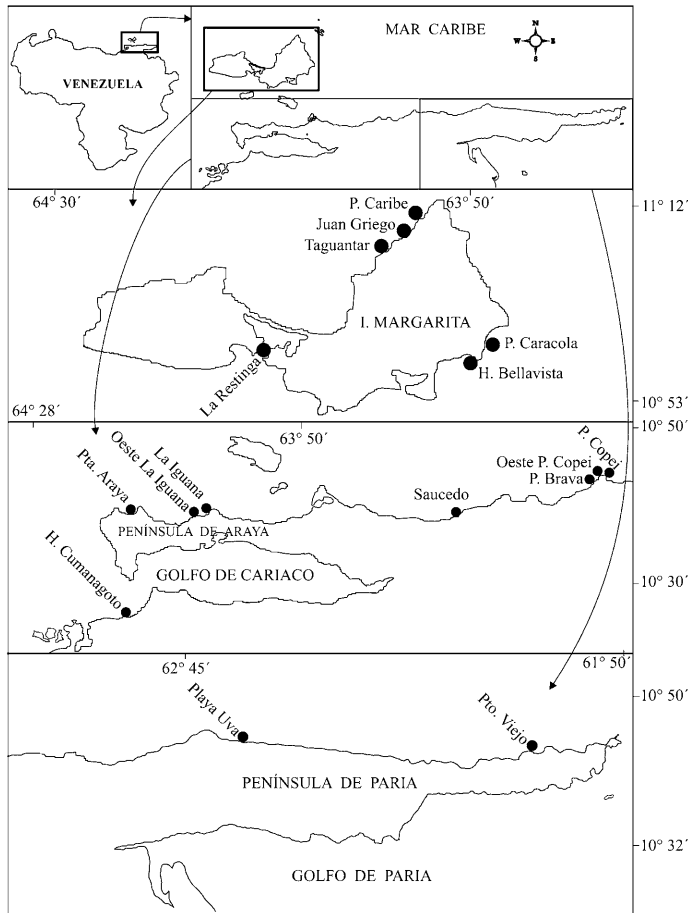 MAR CARIBE
N
W E
S
VENEZUELA
64° 30´
63° 50´
11° 12´
P. Caribe
Juan Griego
Taguantar
I. MARGARITA
P. Caracola
La Restinga
H. Bellavista
10° 53´
64° 28´
63° 50´
10° 50´
P. Copei
Oeste P. Copei
P. Brava
La Iguana
Oeste La Iguana
Pta. Araya
Saucedo
PENÍNSULA DE ARAYA
H. Cumanagoto
GOLFO DE CARIACO
10° 30´
62° 45´
61° 50´
10° 50´
Playa Uva
Pto. Viejo
PENÍNSULA DE PARIA
10° 32´
GOLFO DE PARIA